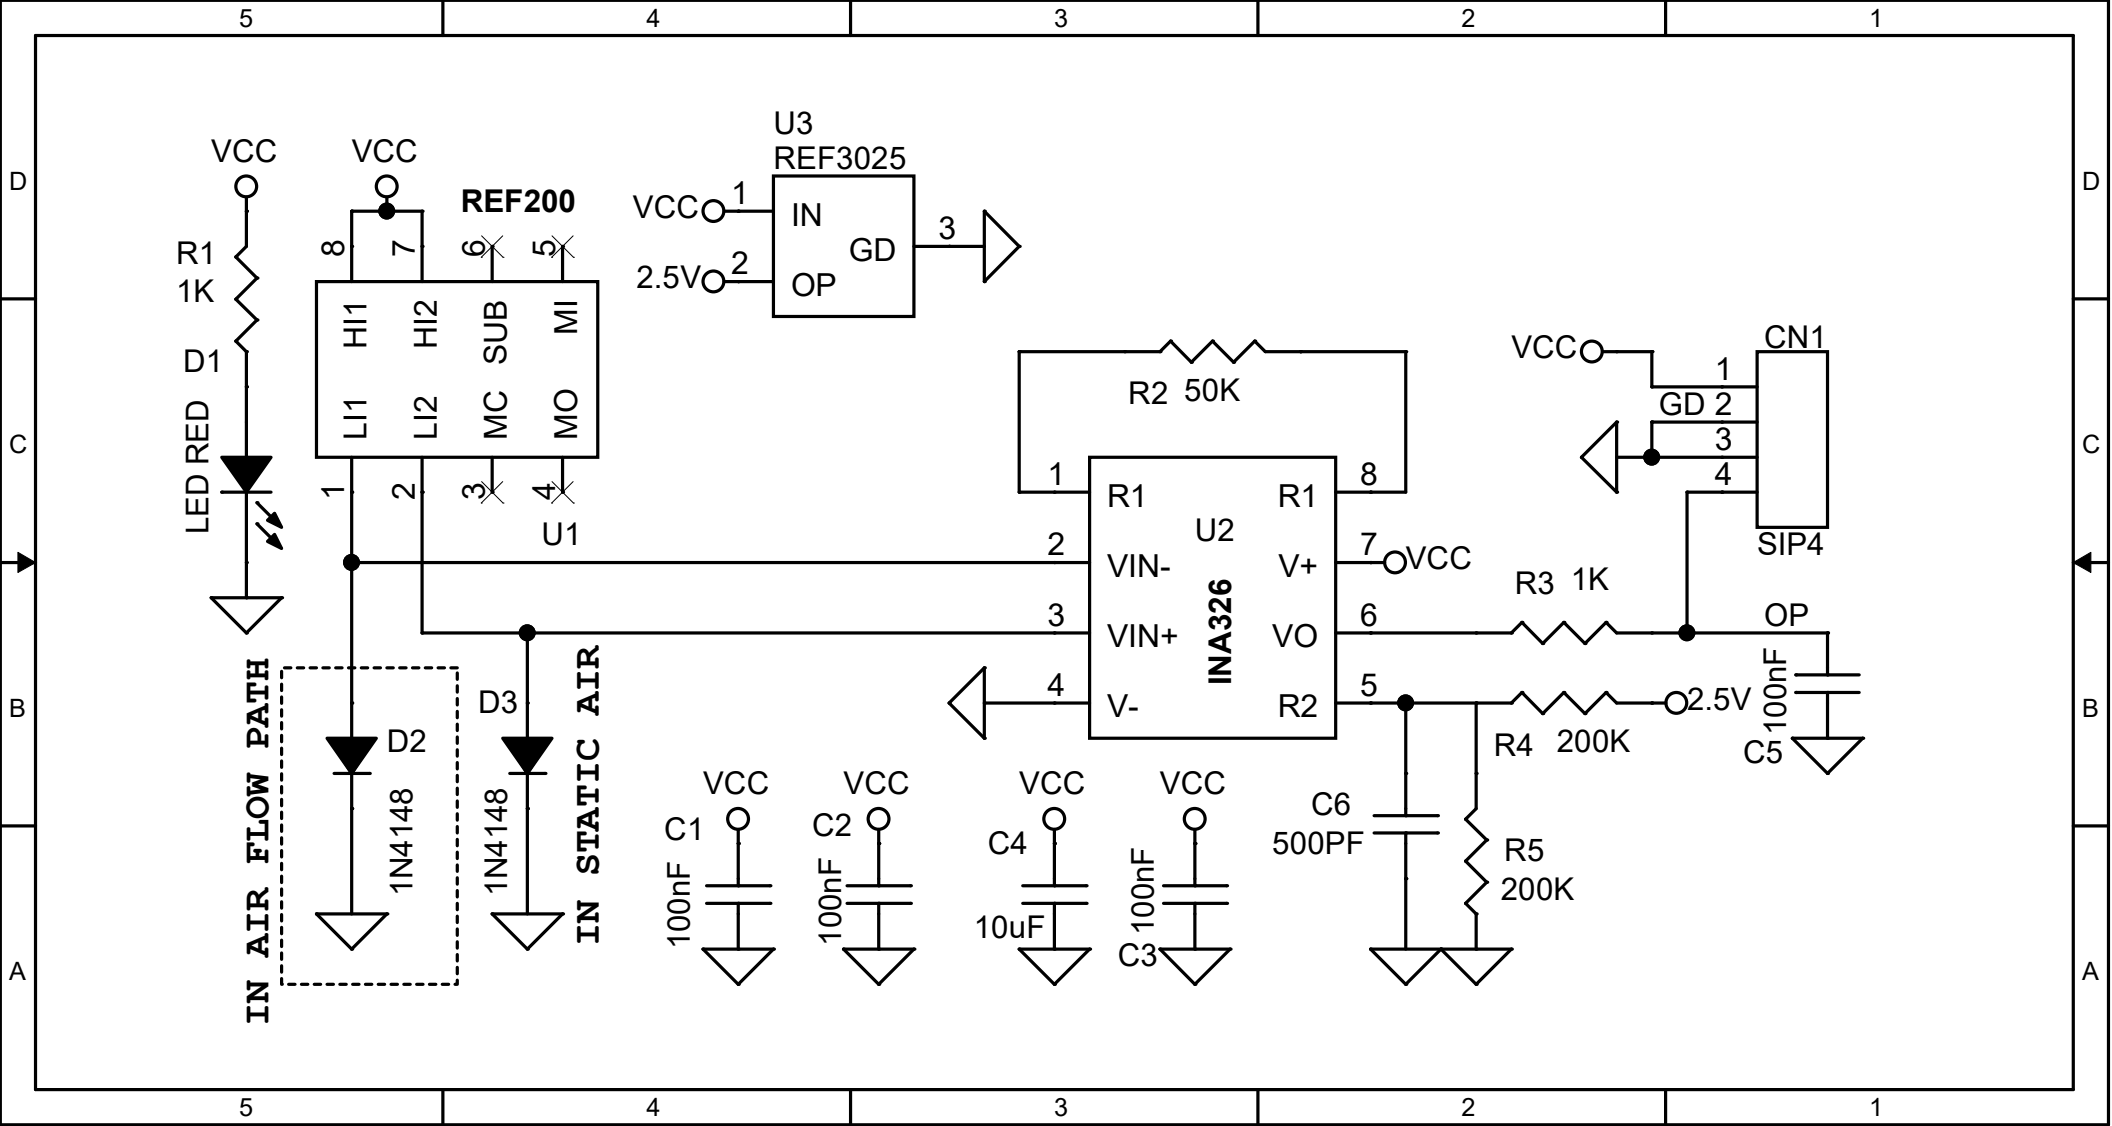 5 4 3 2 1
D D
C C
B B
A A
5 4 3 2 1
VCC
R1
1K
D1
LED RED
VCC
REF200
8 7 6 5
HI1 HI2 SUB MI
LI1 LI2 MC MO
1 2 3 4
U1
U3
REF3025
VCC 1 IN
2.5V 2 OP
GD 3
R2 50K
1 R1
2 VIN-
3 VIN+
4 V-
U2
INA326
R1 8
V+ 7 VCC
VO 6
R2 5
VCC
CN1
1
GD 2
3
4
SIP4
R3 1K
OP
100nF
C5
2.5V
R4 200K
C6
500PF
R5
200K
IN AIR FLOW PATH
D2
1N4148
D3
1N4148
IN STATIC AIR
VCC
C1
100nF
VCC
C2
100nF
VCC
C4
10uF
VCC
100nF
C3